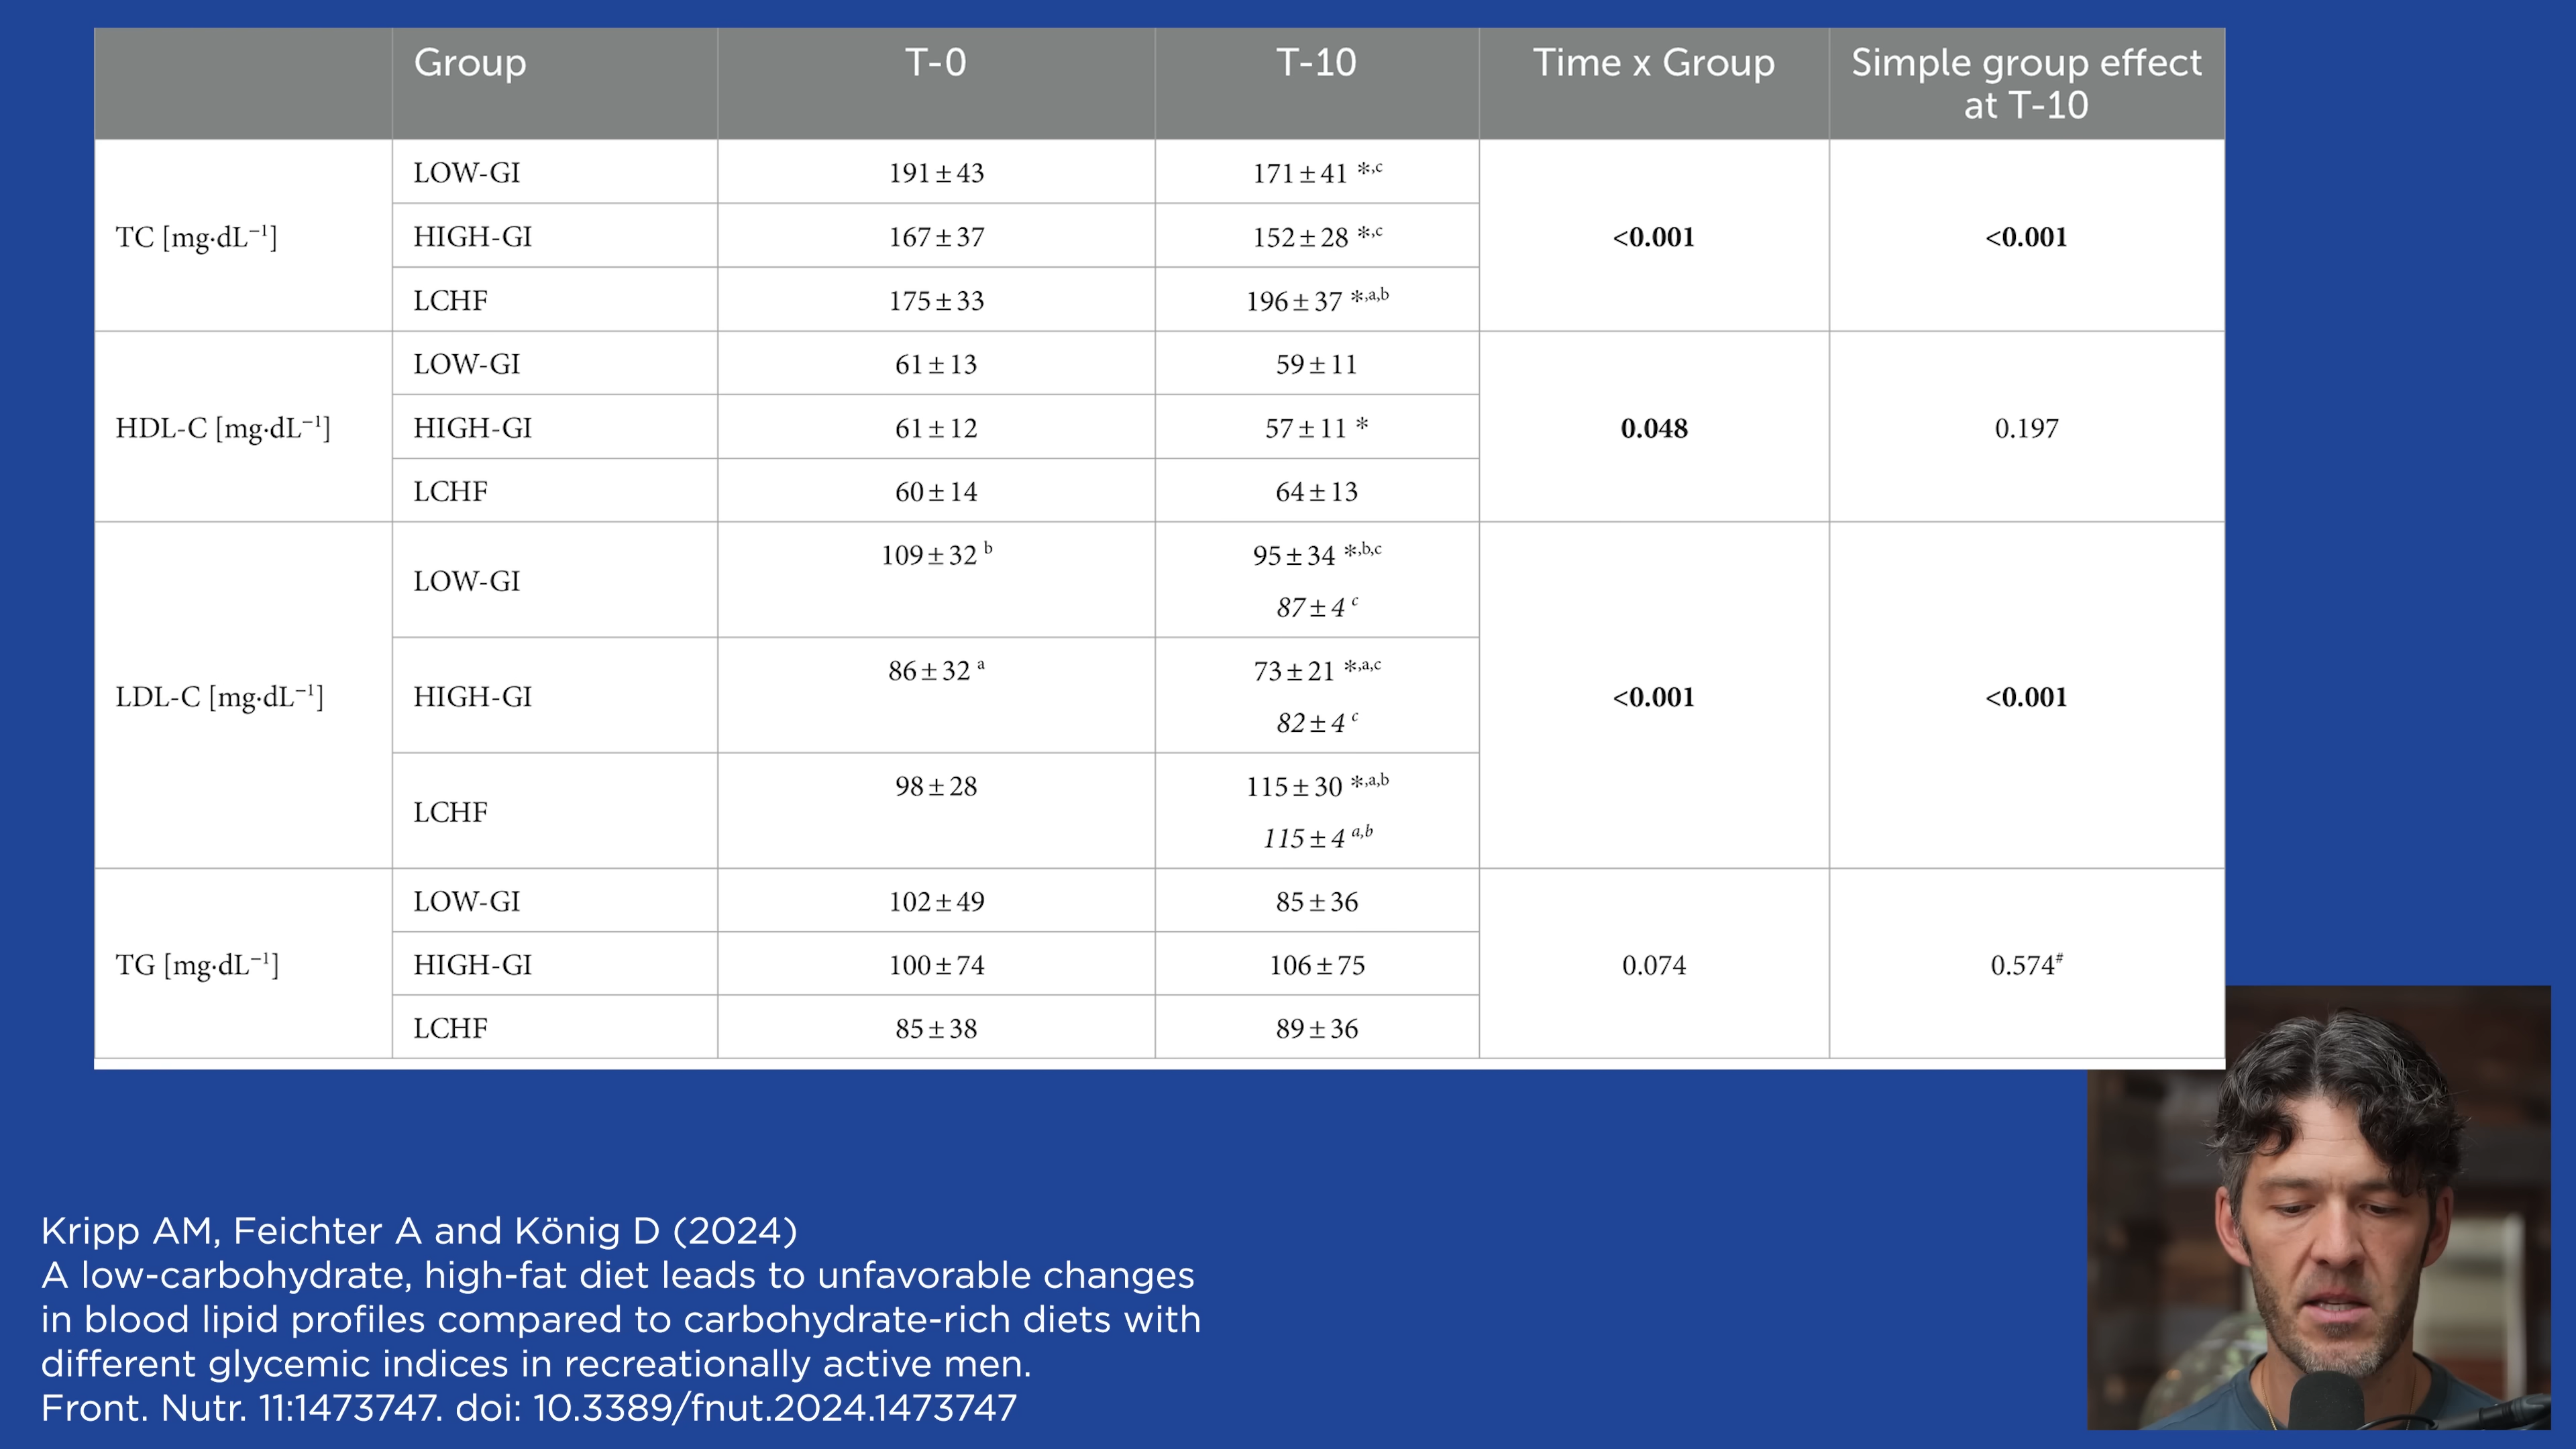 Group T-0 T-10 Time x Group Simple group effect
at T-10
TC [mg·dL⁻¹] LOW-GI 191±43 171±41 *,c <0.001 <0.001
HIGH-GI 167±37 152±28 *,c
LCHF 175±33 196±37 *,a,b
HDL-C [mg·dL⁻¹] LOW-GI 61±13 59±11 0.048 0.197
HIGH-GI 61±12 57±11 *
LCHF 60±14 64±13
LDL-C [mg·dL⁻¹] LOW-GI 109±32 b 95±34 *,b,c <0.001 <0.001
87±4 c
HIGH-GI 86±32 a 73±21 *,a,c
82±4 c
LCHF 98±28 115±30 *,a,b
115±4 a,b
TG [mg·dL⁻¹] LOW-GI 102±49 85±36 0.074 0.574#
HIGH-GI 100±74 106±75
LCHF 85±38 89±36
Kripp AM, Feichter A and König D (2024)
A low-carbohydrate, high-fat diet leads to unfavorable changes
in blood lipid profiles compared to carbohydrate-rich diets with
different glycemic indices in recreationally active men.
Front. Nutr. 11:1473747. doi: 10.3389/fnut.2024.1473747